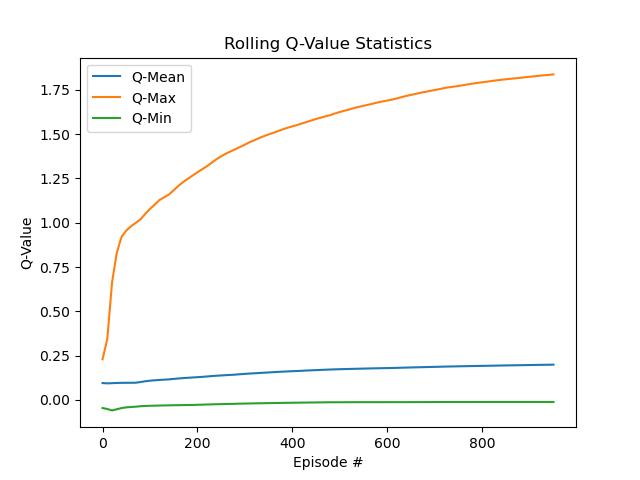 Rolling Q-Value Statistics
Q-Mean
Q-Max
Q-Min
Q-Value
1.75
1.50
1.25
1.00
0.75
0.50
0.25
0.00
0 200 400 600 800
Episode #